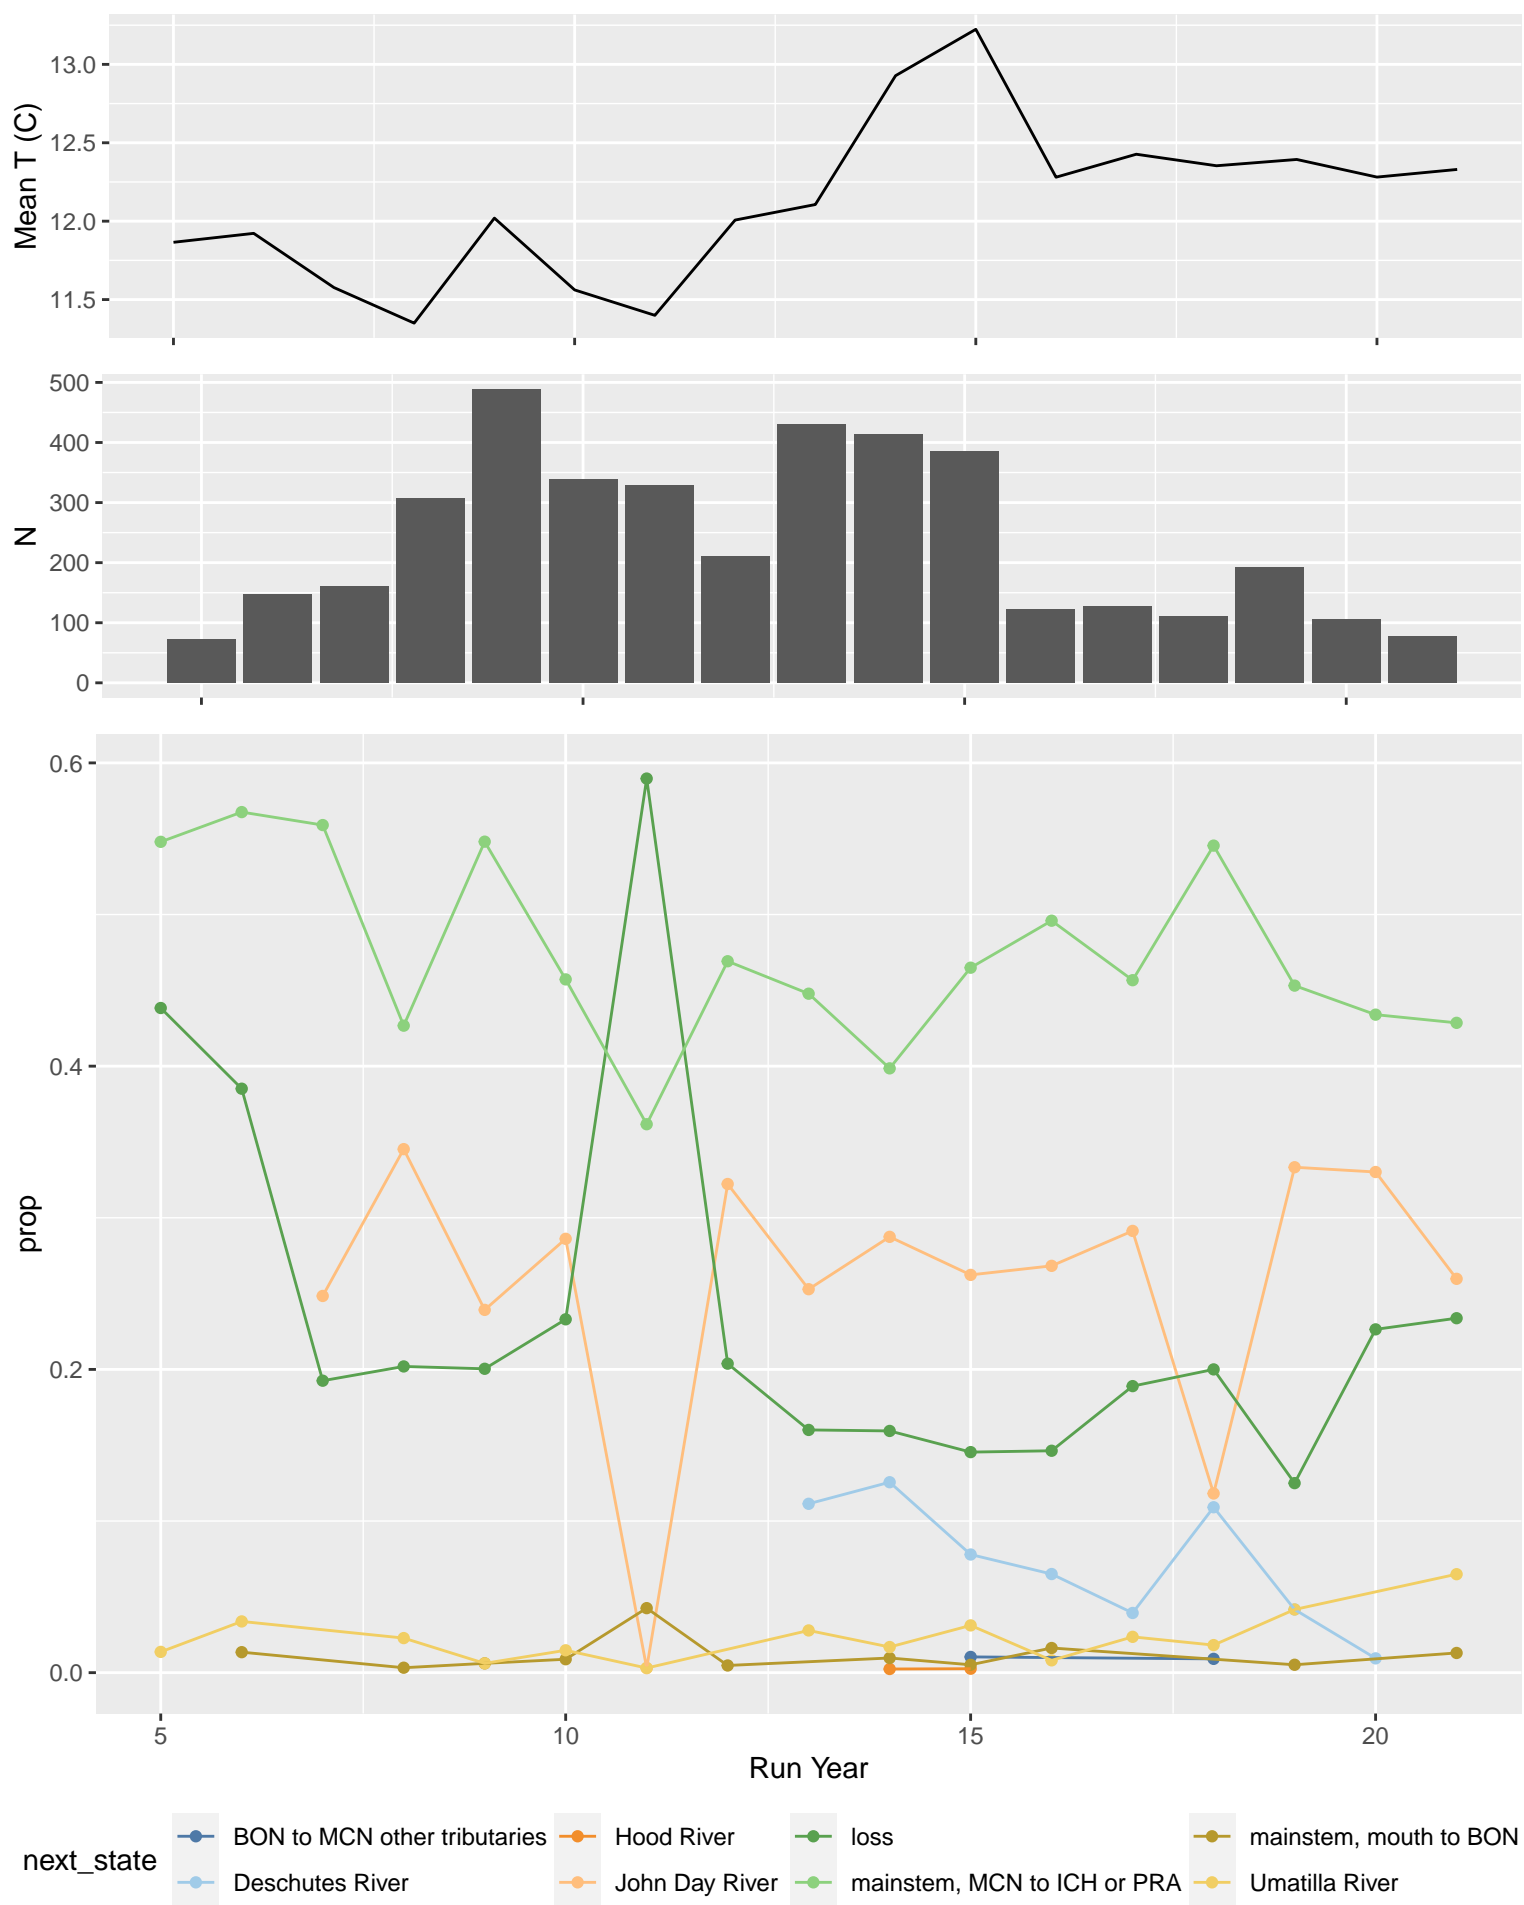 Mean T (C)
13.0
12.5
12.0
11.5
N
500
400
300
200
100
0
prop
0.6
0.4
0.2
0.0
5 10 15 20
Run Year
next_state
BON to MCN other tributaries Hood River loss mainstem, mouth to BON
Deschutes River John Day River mainstem, MCN to ICH or PRA Umatilla River